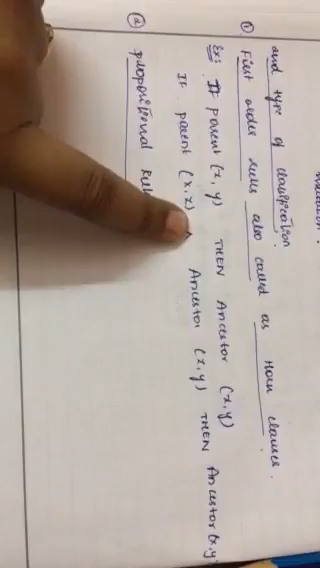 and type of classification.
① First order rules also called as Horn clauses.
Ex: If parent (x, y) THEN Ancestor (x, y)
If parent (x, z) ∧ Ancestor (z, y) THEN Ancestor (x, y)
② propositional